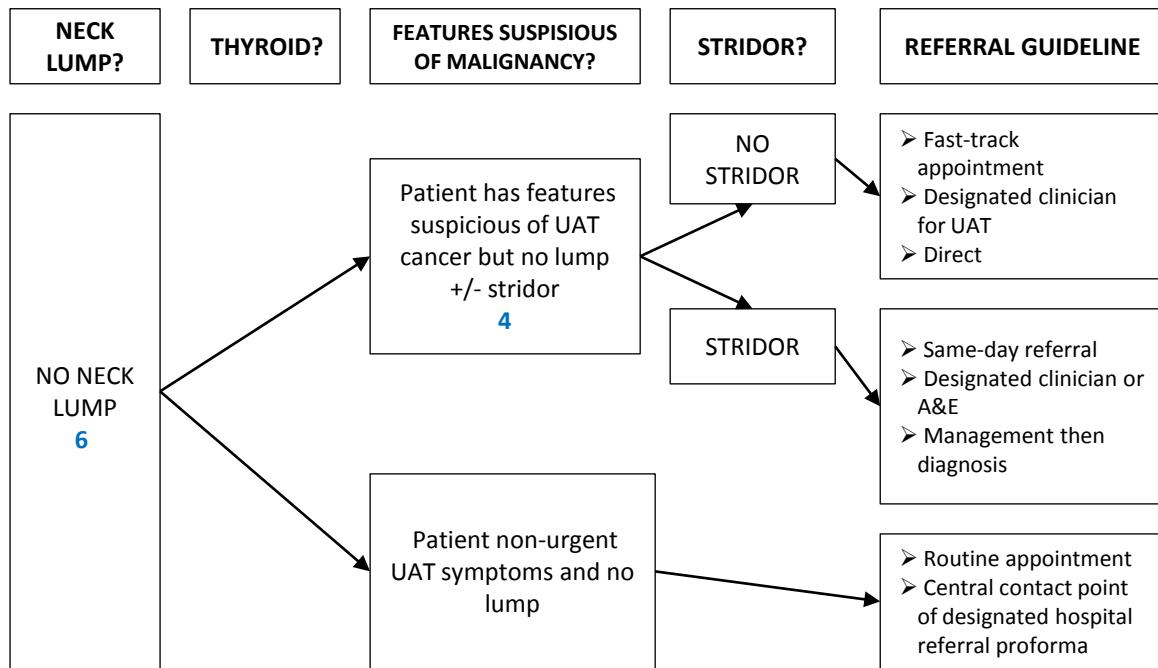 NECK
LUMP?
THYROID?
FEATURES SUSPISIOUS
OF MALIGNANCY?
STRIDOR?
REFERRAL GUIDELINE
NO NECK
LUMP
6
Patient has features
suspicious of UAT
cancer but no lump
+/- stridor
4
NO
STRIDOR
➢ Fast-track
appointment
➢ Designated clinician
for UAT
➢ Direct
STRIDOR
➢ Same-day referral
➢ Designated clinician or
A&E
➢ Management then
diagnosis
Patient non-urgent
UAT symptoms and no
lump
➢ Routine appointment
➢ Central contact point
of designated hospital
referral proforma